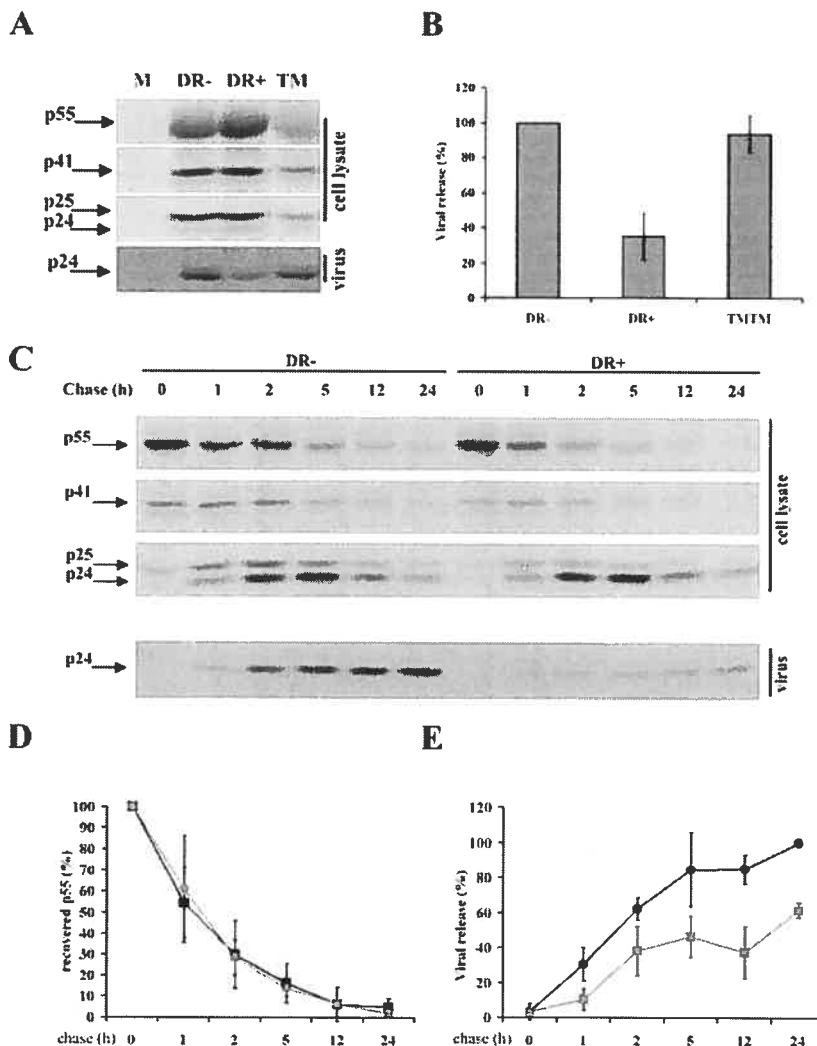 A
M DR- DR+ TM
p55
p41
p25
p24
p24
cell lysate
virus
B
Viral release (%)
120
100
80
60
40
20
0
DR- DR+ TMTM
C
DR- DR+
Chase (h) 0 1 2 5 12 24 0 1 2 5 12 24
p55
p41
p25
p24
p24
cell lysate
virus
D
recovered p55 (%)
100
90
80
70
60
50
40
30
20
10
0
chase (h) 0 1 2 5 12 24
E
Viral release (%)
120
100
80
60
40
20
0
chase (h) 0 1 2 5 12 24